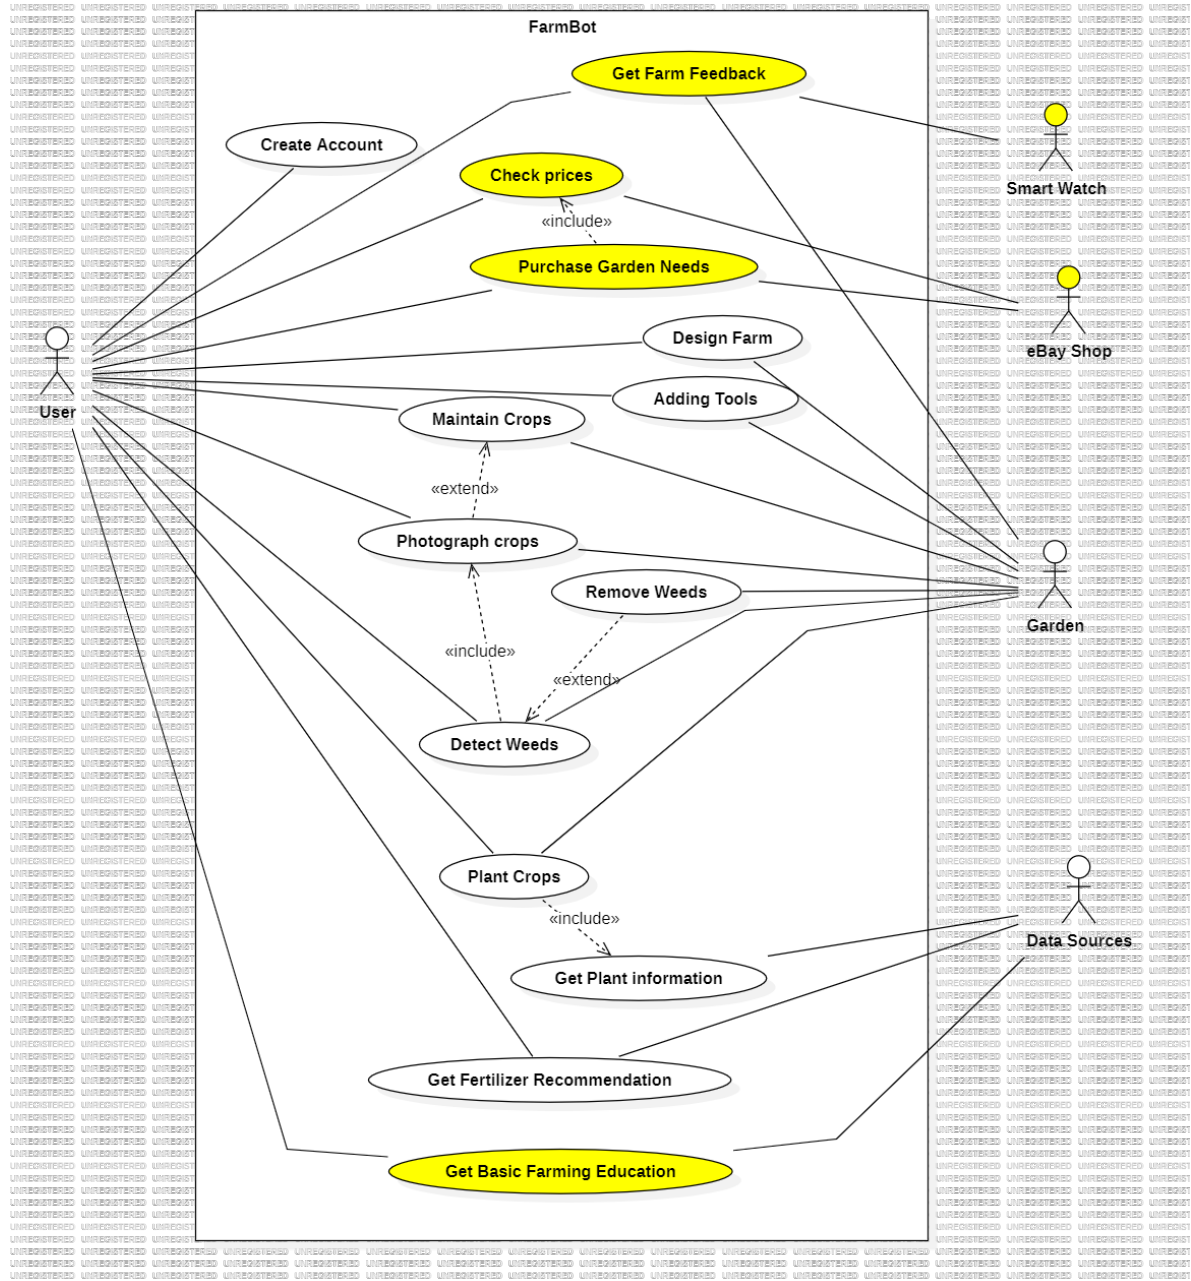 FarmBot
Get Farm Feedback
Create Account
Check prices
Smart Watch
«include»
Purchase Garden Needs
Design Farm
eBay Shop
Adding Tools
User
Maintain Crops
«extend»
Photograph crops
Remove Weeds
Garden
«include»
«extend»
Detect Weeds
Plant Crops
«include»
Data Sources
Get Plant information
Get Fertilizer Recommendation
Get Basic Farming Education
UNREGISTERED